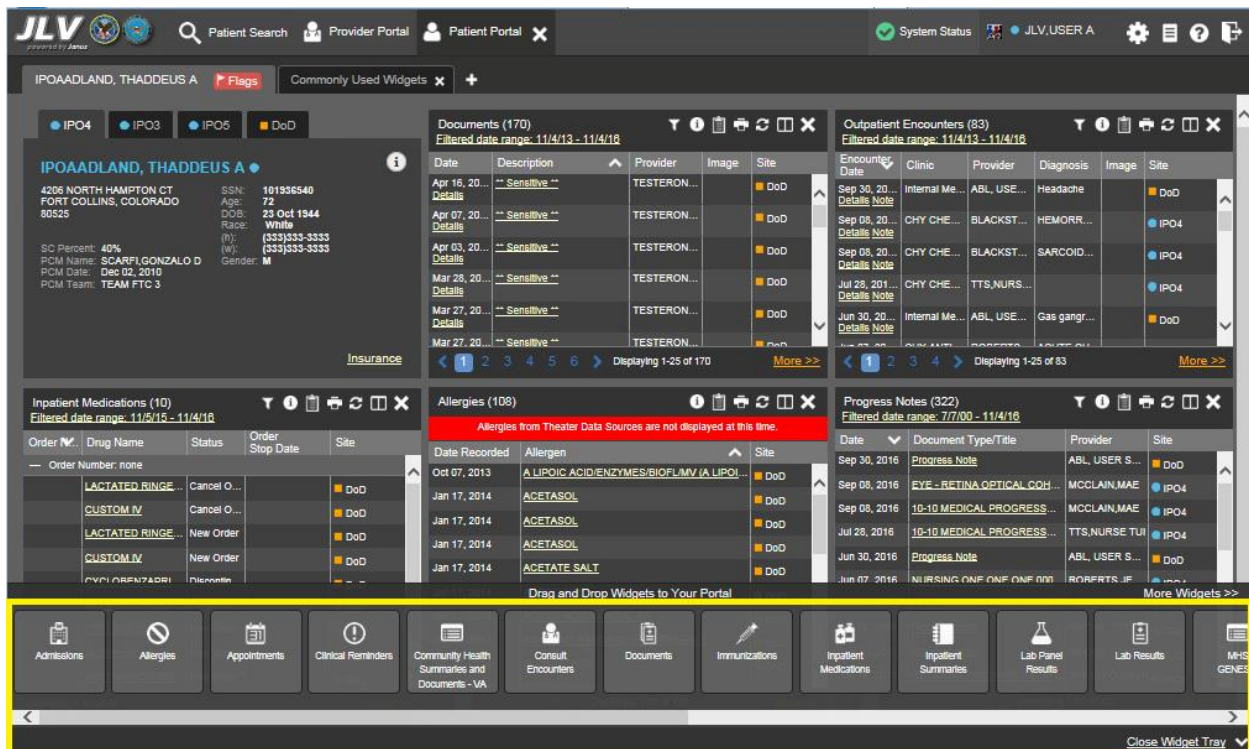 JLV
powered by Janus
Patient Search
Provider Portal
Patient Portal
System Status
JLV,USER A
IPOAADLAND, THADDEUS A
Flags
Commonly Used Widgets
IPO4
IPO3
IPO5
DoD
IPOAADLAND, THADDEUS A
4206 NORTH HAMPTON CT
FORT COLLINS, COLORADO
80525
SSN: 101936540
Age: 72
DOB: 23 Oct 1944
Race: White
(h): (333)333-3333
(w): (333)333-3333
Gender: M
SC Percent: 40%
PCM Name: SCARFI,GONZALO D
PCM Date: Dec 02, 2010
PCM Team: TEAM FTC 3
Insurance
Documents (170)
Filtered date range: 11/4/13 - 11/4/16
Date Description Provider Image Site
Apr 16, 20... ** Sensitive ** TESTERON... DoD
Details
Apr 07, 20... ** Sensitive ** TESTERON... DoD
Details
Apr 03, 20... ** Sensitive ** TESTERON... DoD
Details
Mar 28, 20... ** Sensitive ** TESTERON... DoD
Details
Mar 27, 20... ** Sensitive ** TESTERON... DoD
Details
Mar 27, 20... ** Sensitive ** TESTERON... DoD
1 2 3 4 5 6 Displaying 1-25 of 170 More >>
Outpatient Encounters (83)
Filtered date range: 11/4/13 - 11/4/16
Encounter Date Clinic Provider Diagnosis Image Site
Sep 30, 20... Internal Me... ABL, USE... Headache DoD
Details Note
Sep 08, 20... CHY CHE... BLACKST... HEMORR... IPO4
Details Note
Sep 08, 20... CHY CHE... BLACKST... SARCOID... IPO4
Details Note
Jul 28, 201... CHY CHE... TTS,NURS... IPO4
Details Note
Jun 30, 20... Internal Me... ABL, USE... Gas gangr... DoD
Details Note
1 2 3 4 Displaying 1-25 of 83 More >>
Inpatient Medications (10)
Filtered date range: 11/5/15 - 11/4/16
Drug Name Status Order Stop Date Site
— Order Number: none
LACTATED RINGE... Cancel O... DoD
CUSTOM IV Cancel O... DoD
LACTATED RINGE... New Order DoD
CUSTOM IV New Order DoD
CYCLOBENZAPRI... Discontin...
Allergies (108)
Allergies from Theater Data Sources are not displayed at this time.
Date Recorded Allergen Site
Oct 07, 2013 A LIPOIC ACID/ENZYMES/BIOFL/MV (A LIPOI... DoD
Jan 17, 2014 ACETASOL DoD
Jan 17, 2014 ACETASOL DoD
Jan 17, 2014 ACETASOL DoD
Jan 17, 2014 ACETATE SALT DoD
Progress Notes (322)
Filtered date range: 7/7/00 - 11/4/16
Date Document Type/Title Provider Site
Sep 30, 2016 Progress Note ABL, USER S... DoD
Sep 08, 2016 EYE - RETINA OPTICAL COH... MCCLAIN,MAE IPO4
Sep 08, 2016 10-10 MEDICAL PROGRESS... MCCLAIN,MAE IPO4
Jul 28, 2016 10-10 MEDICAL PROGRESS... TTS,NURSE TUI IPO4
Jun 30, 2016 Progress Note ABL, USER S... DoD
Jun 07, 2016 NURSING ONE ONE ONE 000
Drag and Drop Widgets to Your Portal
More Widgets >>
Admissions
Allergies
Appointments
Clinical Reminders
Community Health
Summaries and
Documents - VA
Consult
Encounters
Documents
Immunizations
Inpatient
Medications
Inpatient
Summaries
Lab Panel
Results
Lab Results
MHS
GENES
Close Widget Tray